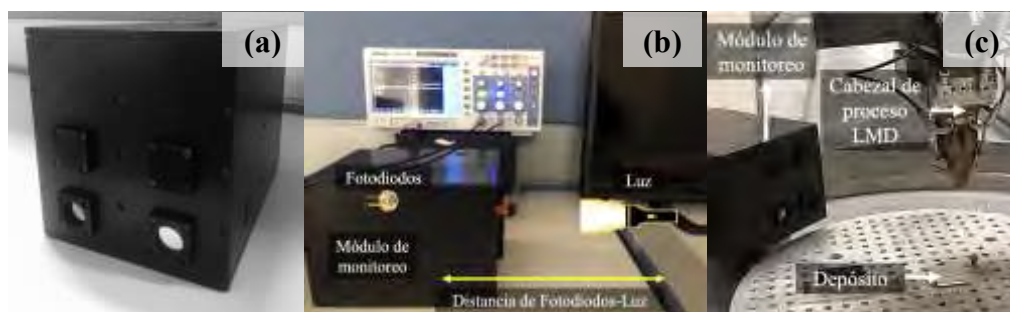 (a)
(b)
Fotodiodos
Luz
Módulo de
monitoreo
Distancia de Fotodiodos-Luz
(c)
Módulo de
monitoreo
Cabezal de
proceso
LMD
Depósito